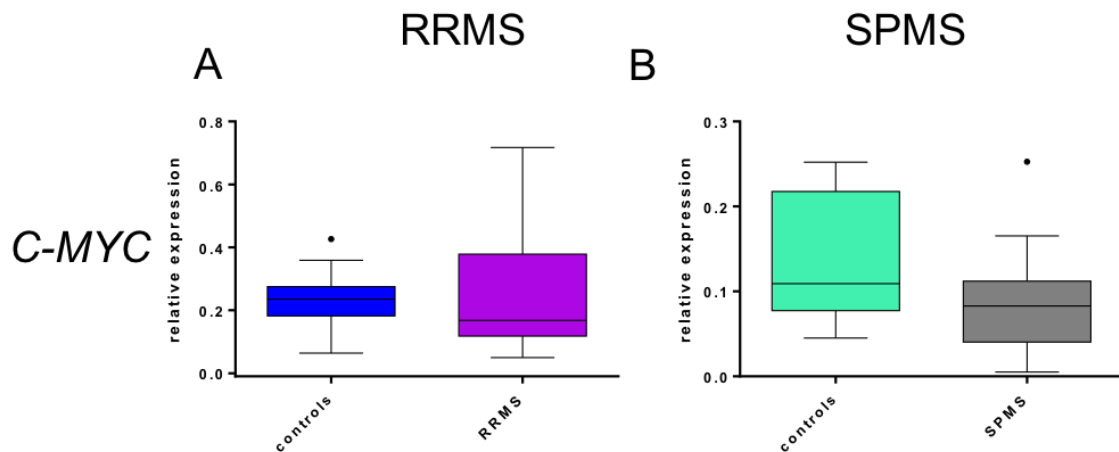 RRMS
SPMS
A
B
C-MYC
relative expression
0.8
0.6
0.4
0.2
0.0
controls
RRMS
relative expression
0.3
0.2
0.1
0.0
controls
SPMS